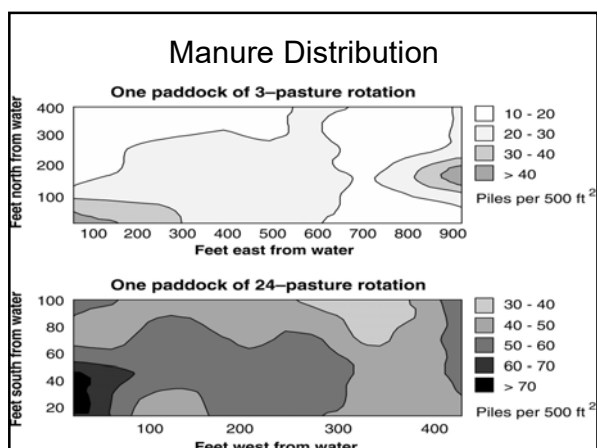 Manure Distribution
One paddock of 3–pasture rotation
Feet north from water
400
300
200
100
100 200 300 400 500 600 700 800 900
Feet east from water
10 - 20
20 - 30
30 - 40
> 40
Piles per 500 ft²
One paddock of 24–pasture rotation
Feet south from water
100
80
60
40
20
100 200 300 400
Feet west from water
30 - 40
40 - 50
50 - 60
60 - 70
> 70
Piles per 500 ft²